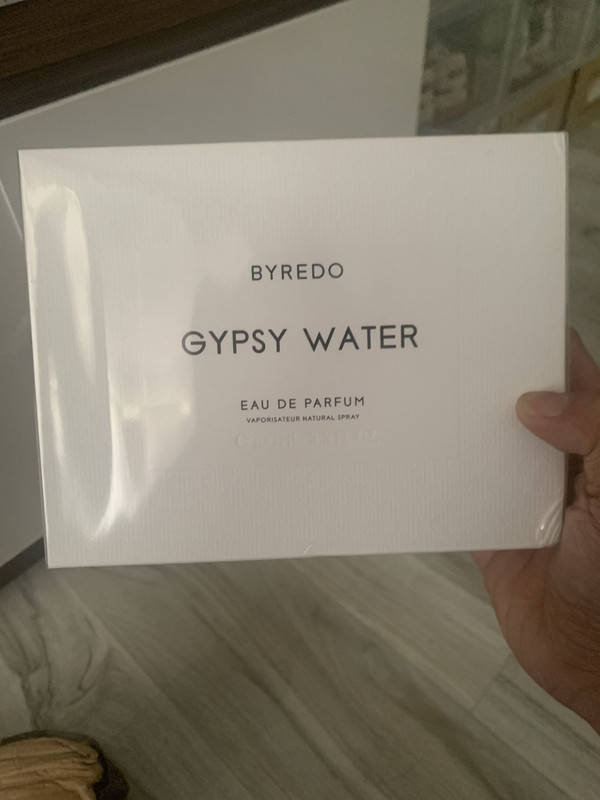 BYREDO
GYPSY WATER
EAU DE PARFUM
VAPORISATEUR NATURAL SPRAY